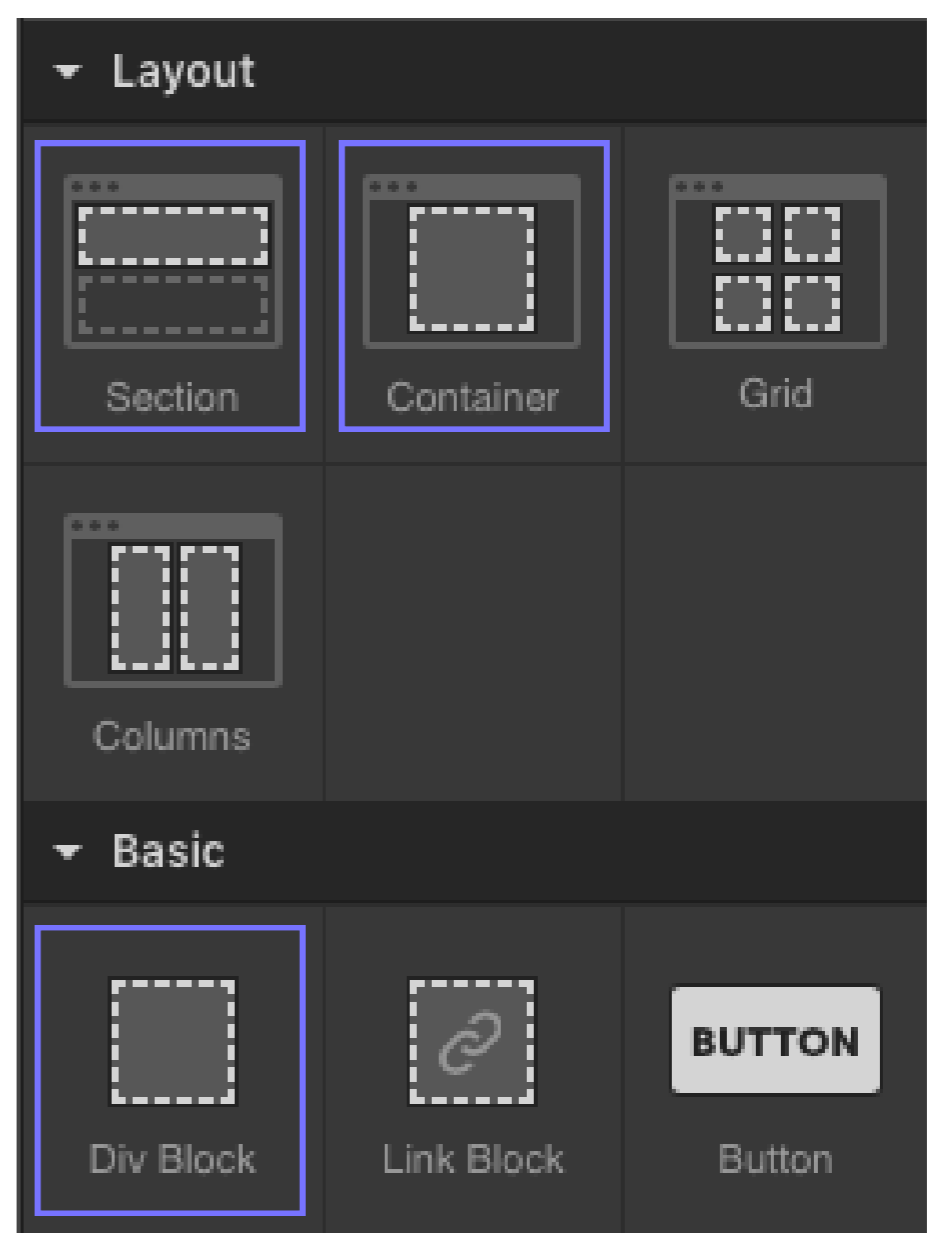 Layout
Section Container Grid
Columns
Basic
BUTTON
Div Block Link Block Button